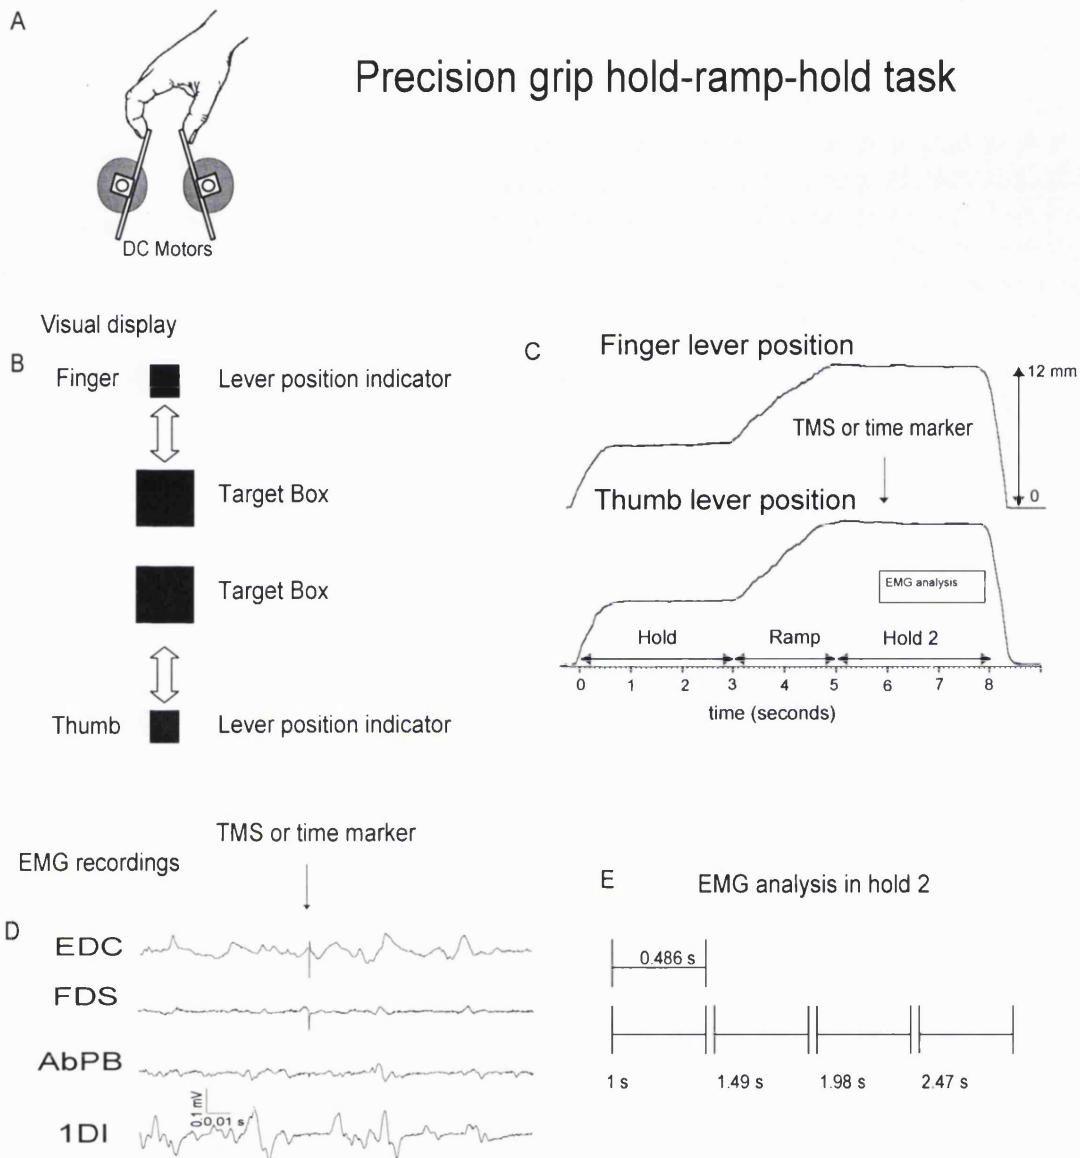 A
Precision grip hold-ramp-hold task
DC Motors
Visual display
B
Finger
Lever position indicator
Target Box
Target Box
Thumb
Lever position indicator
C
Finger lever position
12 mm
TMS or time marker
0
Thumb lever position
EMG analysis
Hold
Ramp
Hold 2
0 1 2 3 4 5 6 7 8
time (seconds)
TMS or time marker
EMG recordings
D
EDC
FDS
AbPB
0.1 mV
0.01 s
1DI
E
EMG analysis in hold 2
0.486 s
1 s 1.49 s 1.98 s 2.47 s